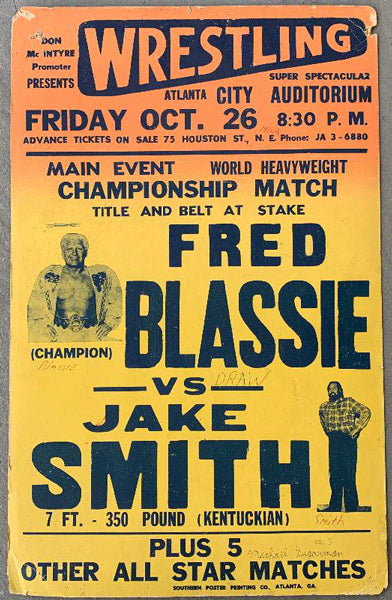 DON
McINTYRE
Promoter
PRESENTS
WRESTLING
SUPER SPECTACULAR
ATLANTA CITY AUDITORIUM
FRIDAY OCT. 26 8:30 P. M.
ADVANCE TICKETS ON SALE 75 HOUSTON ST., N. E. Phone: JA 3-6880
MAIN EVENT WORLD HEAVYWEIGHT
CHAMPIONSHIP MATCH
TITLE AND BELT AT STAKE
FRED
BLASSIE
(CHAMPION)
Blassie
VS
DRAW
JAKE
SMITH
Smith
7 FT. - 350 POUND (KENTUCKIAN)
PLUS 5
Michael
OTHER ALL STAR MATCHES
SOUTHERN POSTER PRINTING CO. ATLANTA, GA.